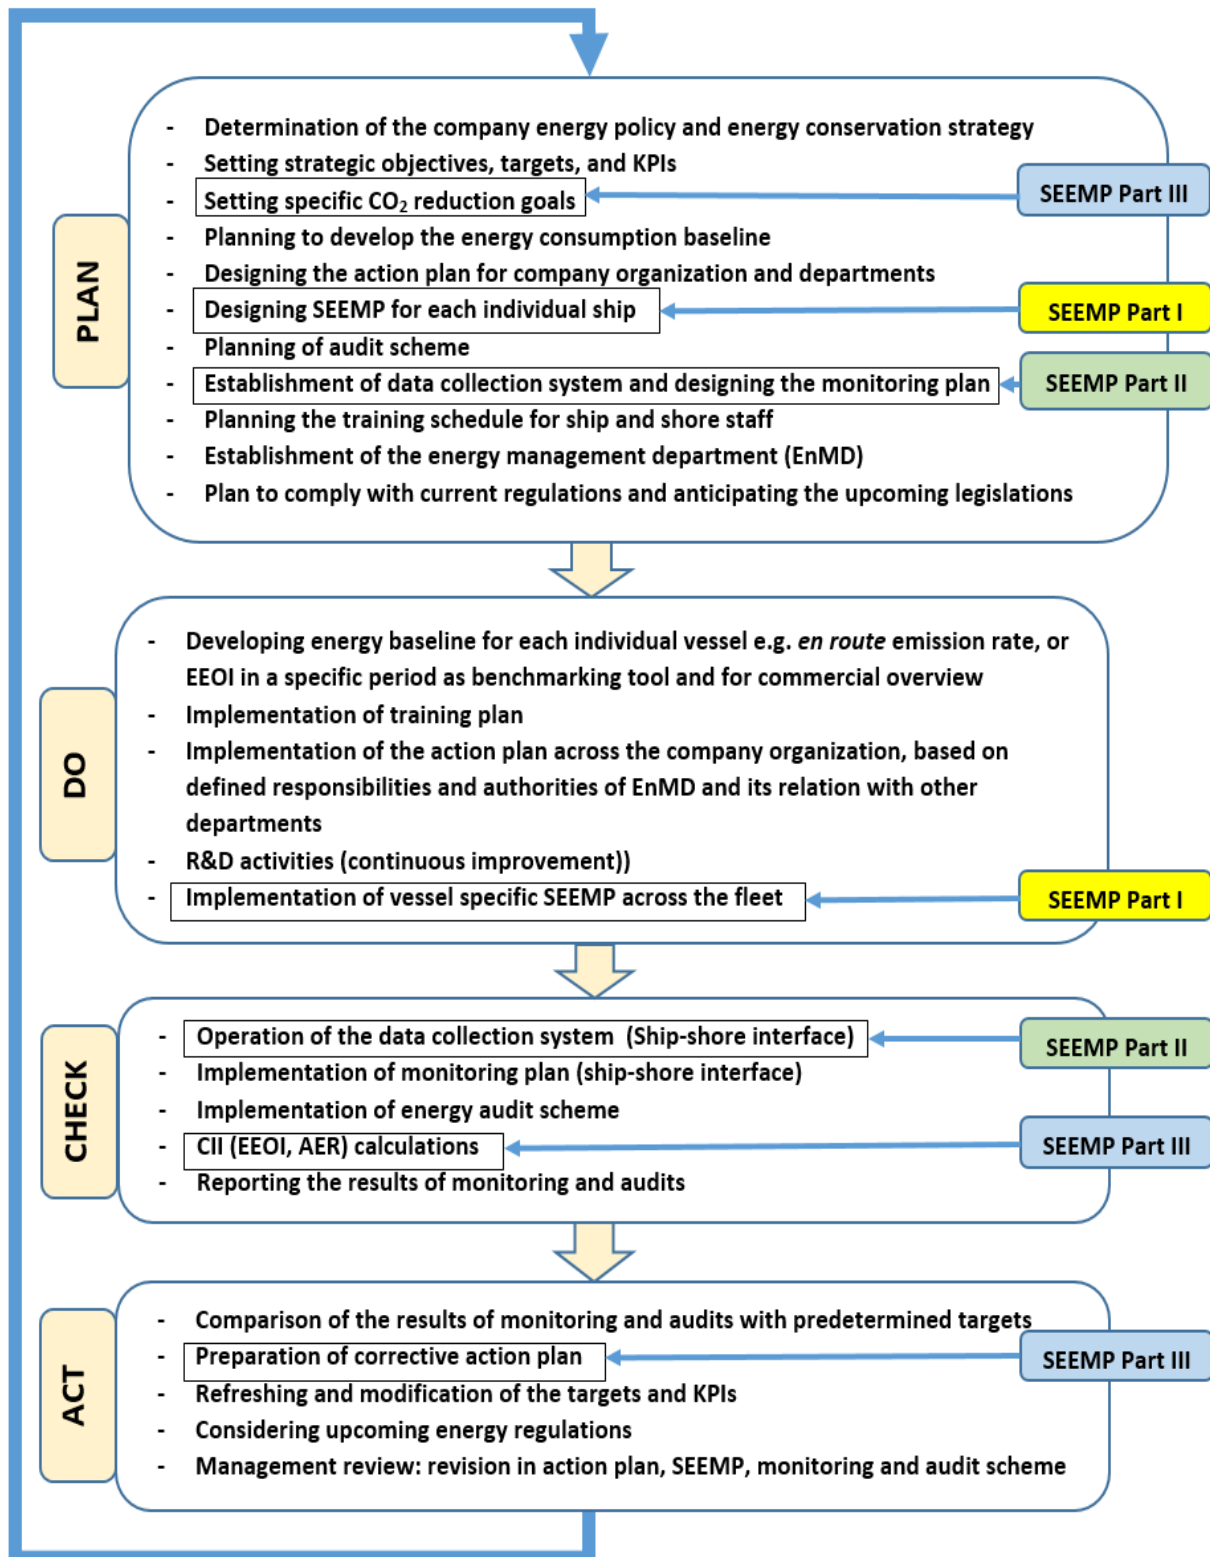 PLAN
- Determination of the company energy policy and energy conservation strategy
- Setting strategic objectives, targets, and KPIs
- Setting specific CO₂ reduction goals
SEEMP Part III
- Planning to develop the energy consumption baseline
- Designing the action plan for company organization and departments
- Designing SEEMP for each individual ship
SEEMP Part I
- Planning of audit scheme
- Establishment of data collection system and designing the monitoring plan
SEEMP Part II
- Planning the training schedule for ship and shore staff
- Establishment of the energy management department (EnMD)
- Plan to comply with current regulations and anticipating the upcoming legislations
DO
- Developing energy baseline for each individual vessel e.g. en route emission rate, or
EEOI in a specific period as benchmarking tool and for commercial overview
- Implementation of training plan
- Implementation of the action plan across the company organization, based on
defined responsibilities and authorities of EnMD and its relation with other
departments
- R&D activities (continuous improvement))
- Implementation of vessel specific SEEMP across the fleet
SEEMP Part I
CHECK
- Operation of the data collection system (Ship-shore interface)
SEEMP Part II
- Implementation of monitoring plan (ship-shore interface)
- Implementation of energy audit scheme
- CII (EEOI, AER) calculations
SEEMP Part III
- Reporting the results of monitoring and audits
ACT
- Comparison of the results of monitoring and audits with predetermined targets
- Preparation of corrective action plan
SEEMP Part III
- Refreshing and modification of the targets and KPIs
- Considering upcoming energy regulations
- Management review: revision in action plan, SEEMP, monitoring and audit scheme